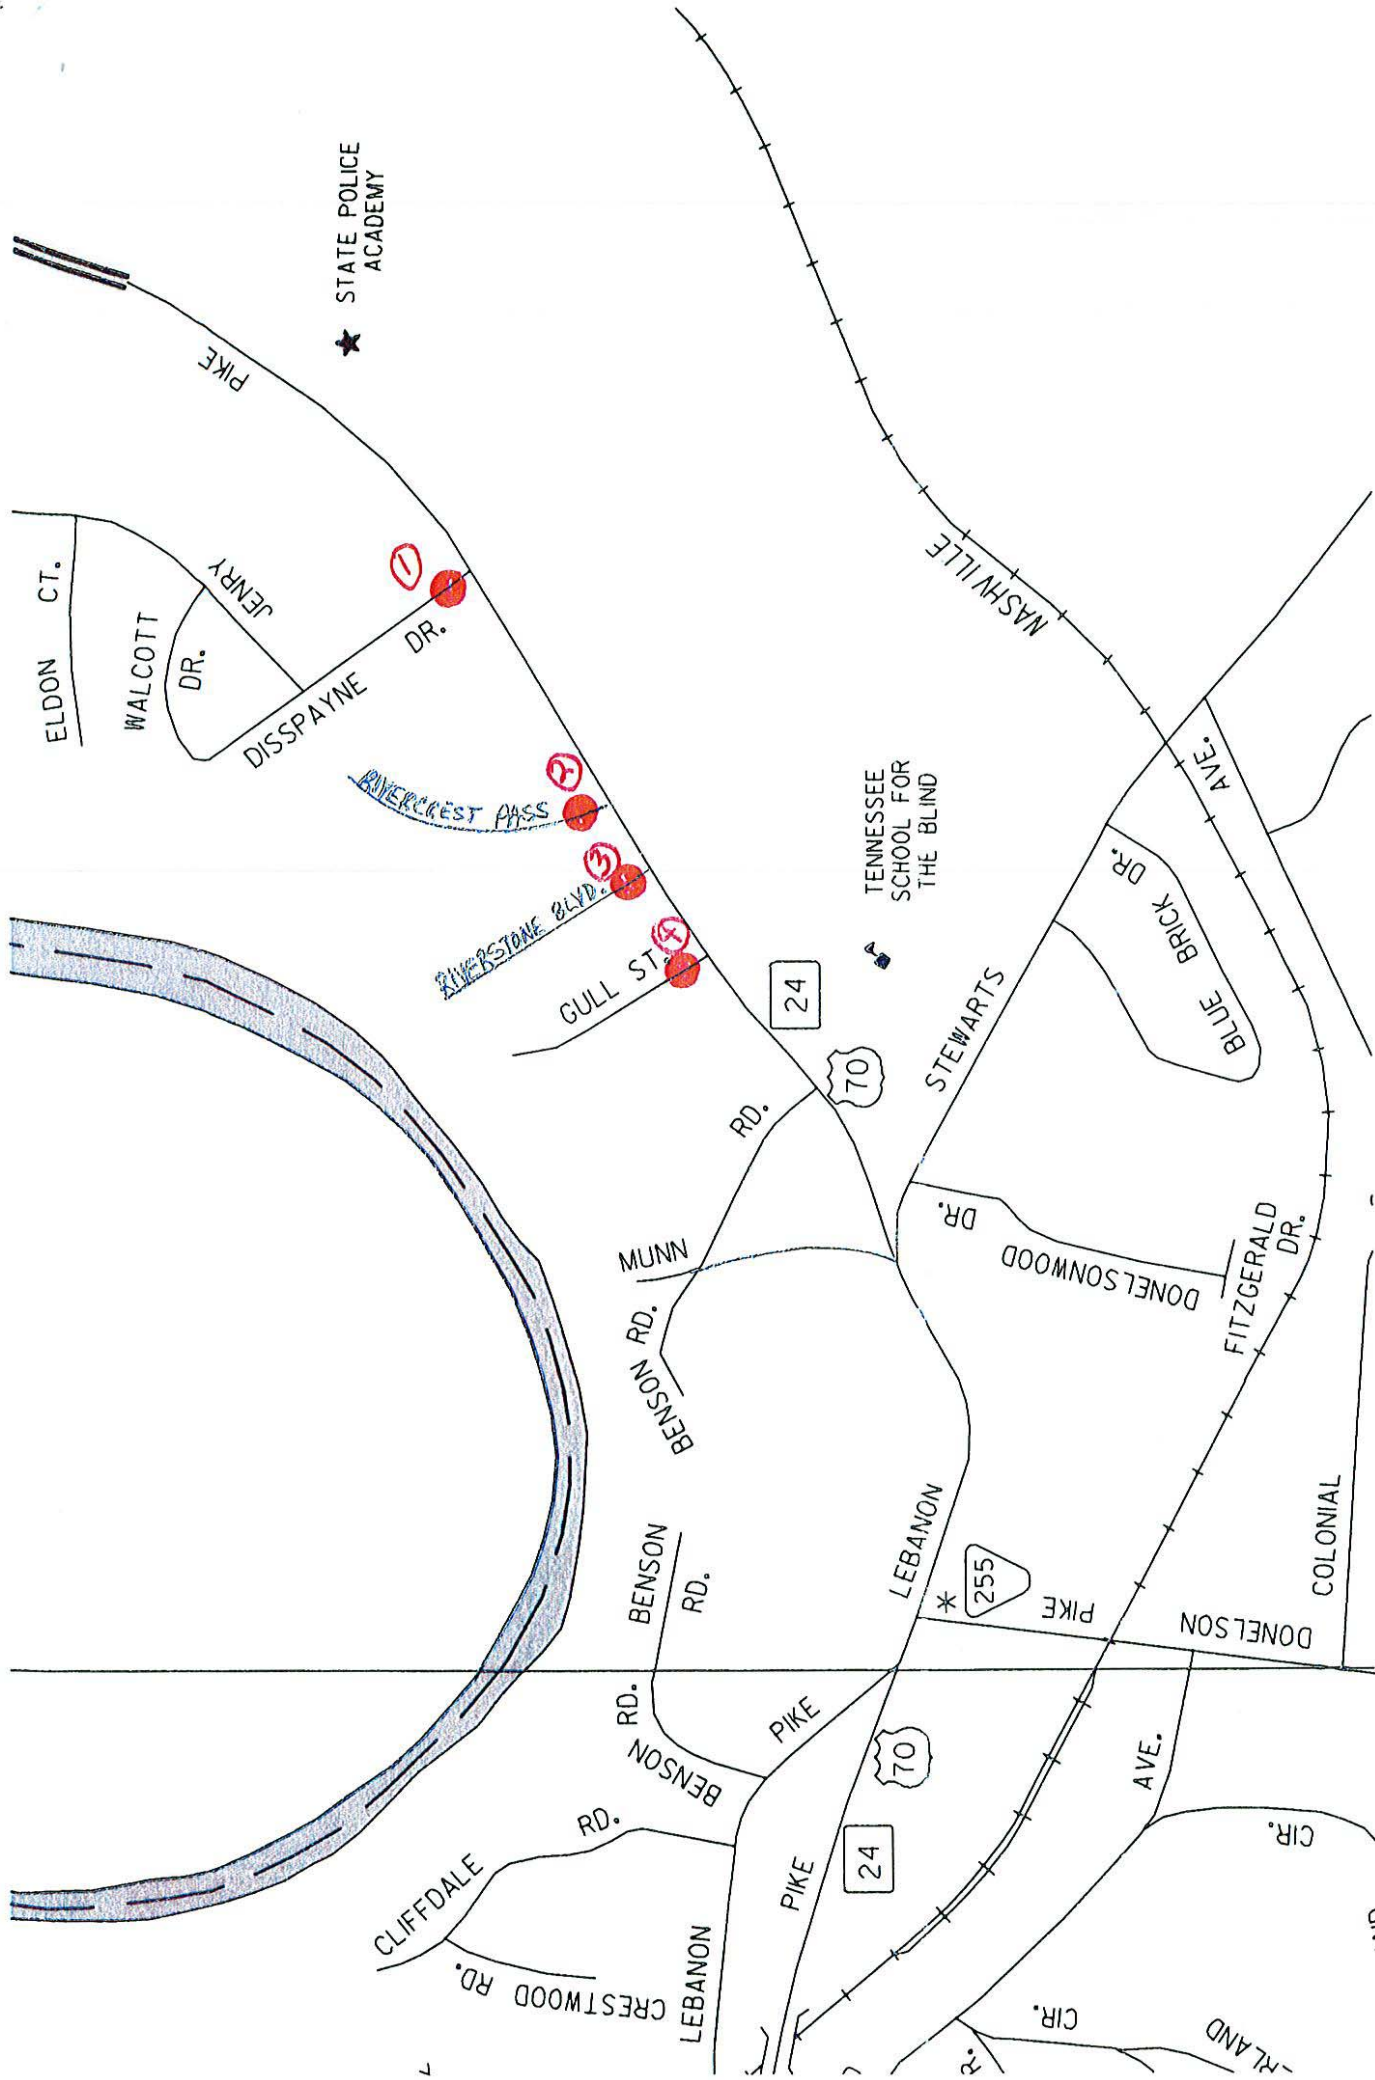 STATE POLICE
ACADEMY
PIKE
ELDON CT.
WALCOTT
DR.
JENRY
DISSPAYNE
DR.
1
RIVERCREST PASS
2
RIVERSTONE BLVD.
3
GULL ST.
4
24
70
TENNESSEE
SCHOOL FOR
THE BLIND
NASHVILLE
AVE.
STEWARTS
BLUE BRICK DR.
RD.
MUNN
BENSON RD.
DONELSONWOOD
DR.
FITZGERALD
DR.
BENSON
RD.
LEBANON
*
255
PIKE
DONELSON
COLONIAL
BENSON
RD.
PIKE
70
24
PIKE
AVE.
CIR.
CLIFFDALE
RD.
CRESTWOOD RD.
LEBANON
CIR.
R.
RLAND